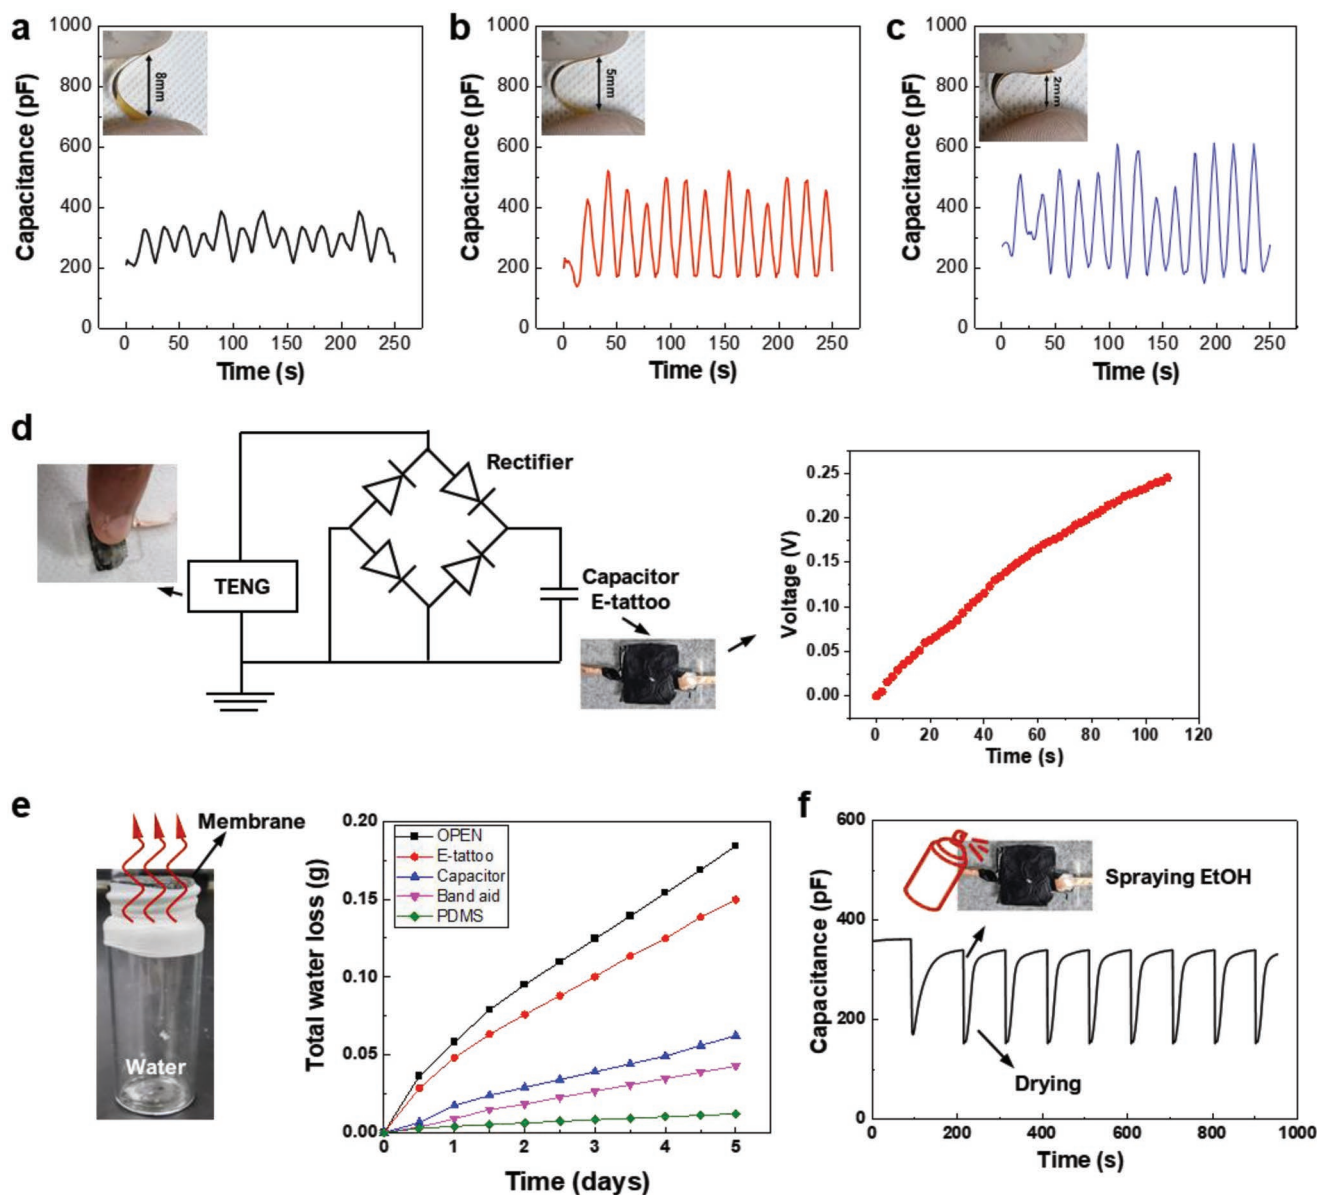 a
1000
800
600
400
200
0
Capacitance (pF)
8mm
0 50 100 150 200 250
Time (s)
b
1000
800
600
400
200
0
Capacitance (pF)
5mm
0 50 100 150 200 250
Time (s)
c
1000
800
600
400
200
0
Capacitance (pF)
2mm
0 50 100 150 200 250
Time (s)
d
TENG
Rectifier
Capacitor
E-tattoo
0.25
0.20
0.15
0.10
0.05
0.00
Voltage (V)
0 20 40 60 80 100 120
Time (s)
e
Membrane
Water
0.20
0.15
0.10
0.05
0.00
Total water loss (g)
OPEN
E-tattoo
Capacitor
Band aid
PDMS
0 1 2 3 4 5
Time (days)
f
600
400
200
0
Capacitance (pF)
Spraying EtOH
Drying
0 200 400 600 800 1000
Time (s)